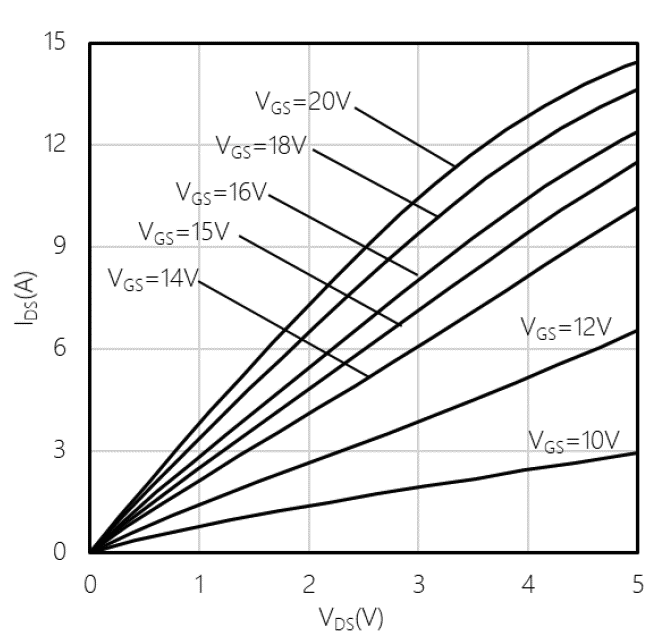 15
12
9
6
3
0
I_DS(A)
V_GS=20V
V_GS=18V
V_GS=16V
V_GS=15V
V_GS=14V
V_GS=12V
V_GS=10V
0 1 2 3 4 5
V_DS(V)